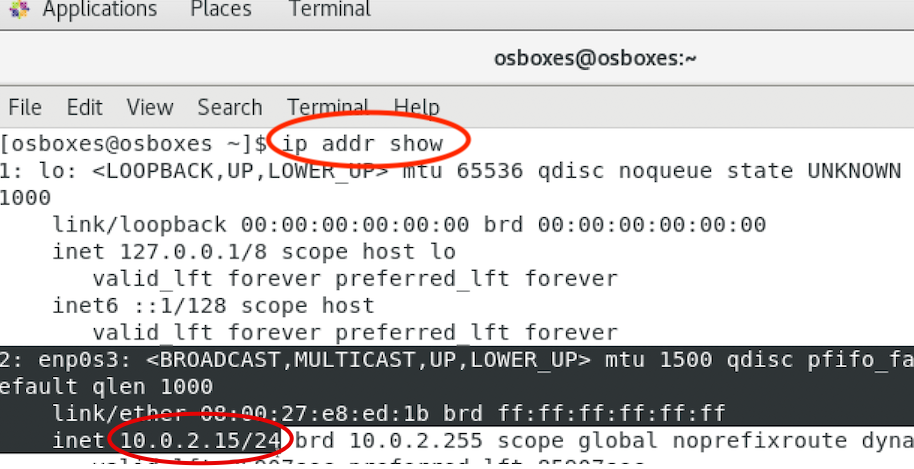 Applications Places Terminal
osboxes@osboxes:~
File Edit View Search Terminal Help
[osboxes@osboxes ~]$ ip addr show
1: lo: <LOOPBACK,UP,LOWER_UP> mtu 65536 qdisc noqueue state UNKNOWN
1000
link/loopback 00:00:00:00:00:00 brd 00:00:00:00:00:00
inet 127.0.0.1/8 scope host lo
valid_lft forever preferred_lft forever
inet6 ::1/128 scope host
valid_lft forever preferred_lft forever
2: enp0s3: <BROADCAST,MULTICAST,UP,LOWER_UP> mtu 1500 qdisc pfifo_fa
efault qlen 1000
link/ether 08:00:27:e8:ed:1b brd ff:ff:ff:ff:ff:ff
inet 10.0.2.15/24 brd 10.0.2.255 scope global noprefixroute dyna